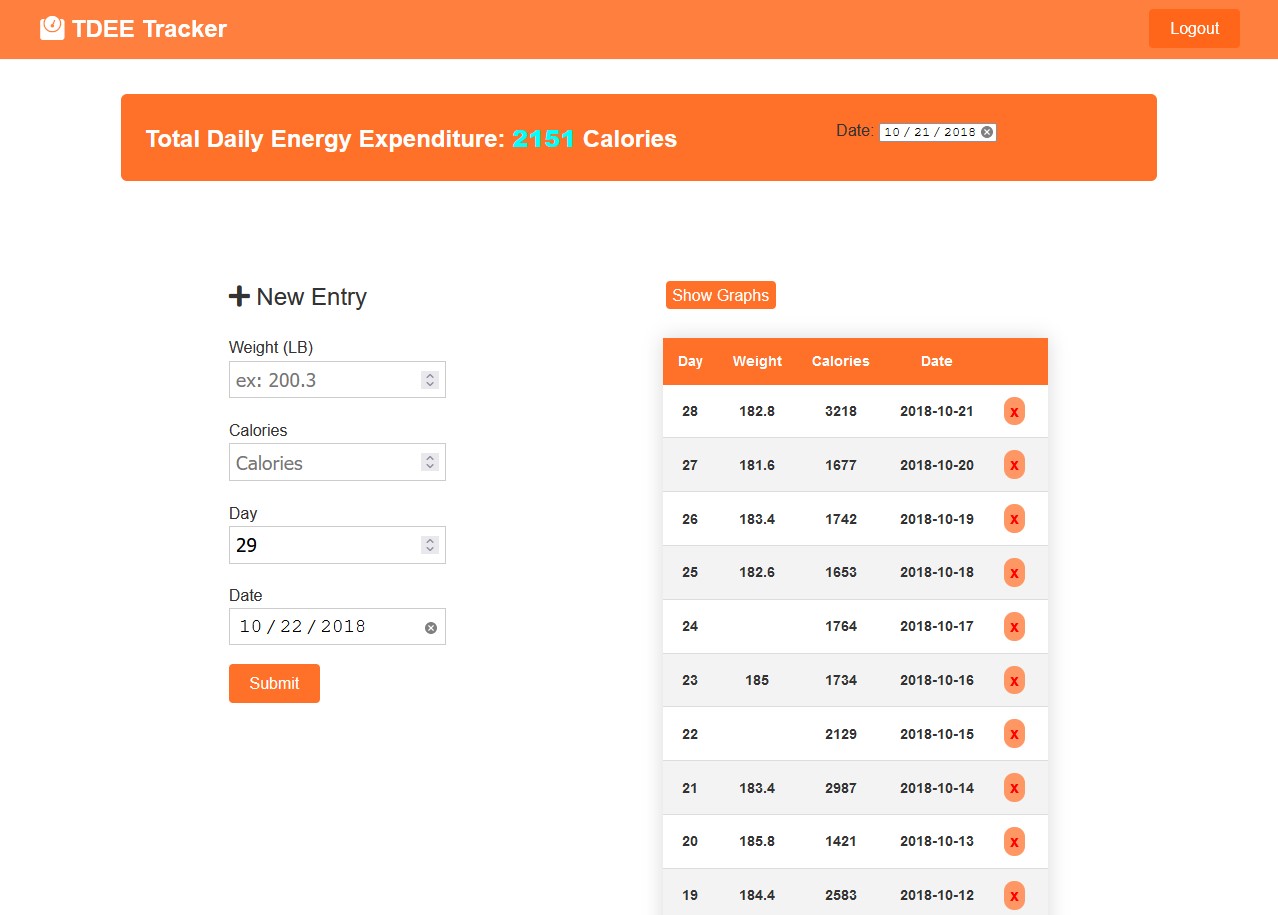 TDEE Tracker
Logout
Total Daily Energy Expenditure: 2151 Calories
Date: 10 / 21 / 2018
New Entry
Weight (LB)
ex: 200.3
Calories
Calories
Day
29
Date
10 / 22 / 2018
Submit
Show Graphs
Day Weight Calories Date
28 182.8 3218 2018-10-21 x
27 181.6 1677 2018-10-20 x
26 183.4 1742 2018-10-19 x
25 182.6 1653 2018-10-18 x
24 1764 2018-10-17 x
23 185 1734 2018-10-16 x
22 2129 2018-10-15 x
21 183.4 2987 2018-10-14 x
20 185.8 1421 2018-10-13 x
19 184.4 2583 2018-10-12 x